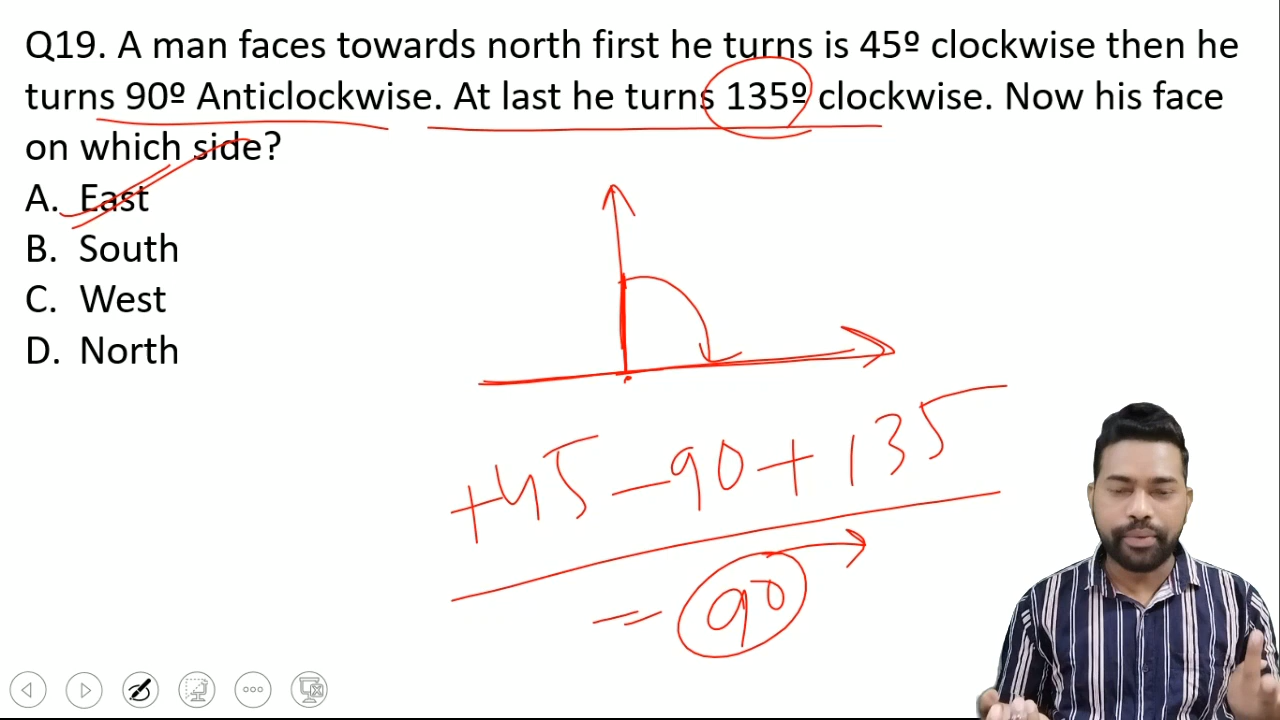 Q19. A man faces towards north first he turns is 45º clockwise then he
turns 90º Anticlockwise. At last he turns 135º clockwise. Now his face
on which side?
A. East
B. South
C. West
D. North
+45-90+135
= 90